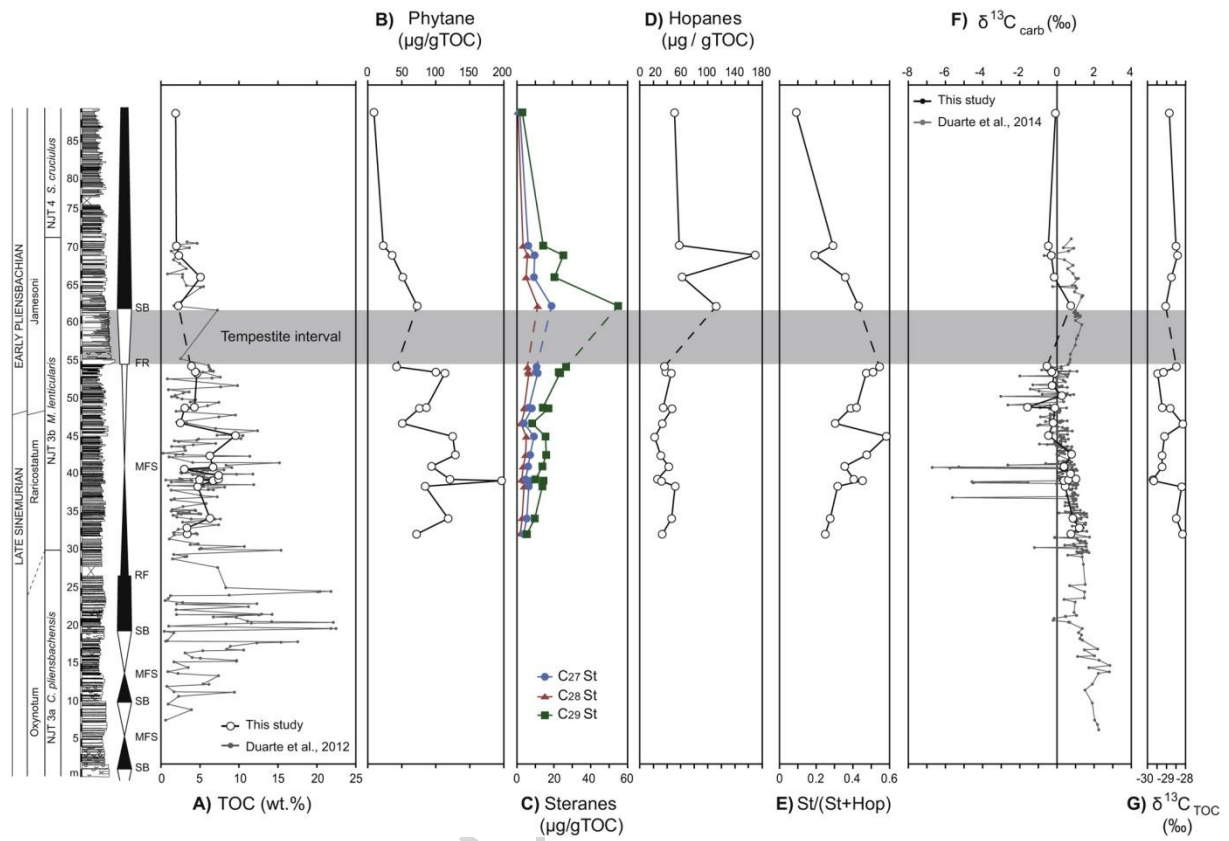 B) Phytane
(µg/gTOC)
D) Hopanes
(µg / gTOC)
F) δ13Ccarb(‰)
0 50 100 150 200
0 20 60 100 140 180
-8 -6 -4 -2 0 2 4
This study
Duarte et al., 2014
EARLY PLIENSBACHIAN
LATE SINEMURIAN
Jamesoni
Raricostatum
Oxynotum
NJT 4 S. cruciulus
NJT 3b M. lenticularis
NJT 3a C. pliensbachensis
85
80
75
70
65
60
55
50
45
40
35
30
25
20
15
10
5
m
SB
FR
MFS
RF
SB
MFS
SB
MFS
SB
Tempestite interval
This study
Duarte et al., 2012
C27 St
C28 St
C29 St
0 5 10 15 20 25
0 20 40 60
0 0.2 0.4 0.6
-30 -29 -28
A) TOC (wt.%)
C) Steranes
(µg/gTOC)
E) St/(St+Hop)
G) δ13CTOC
(‰)